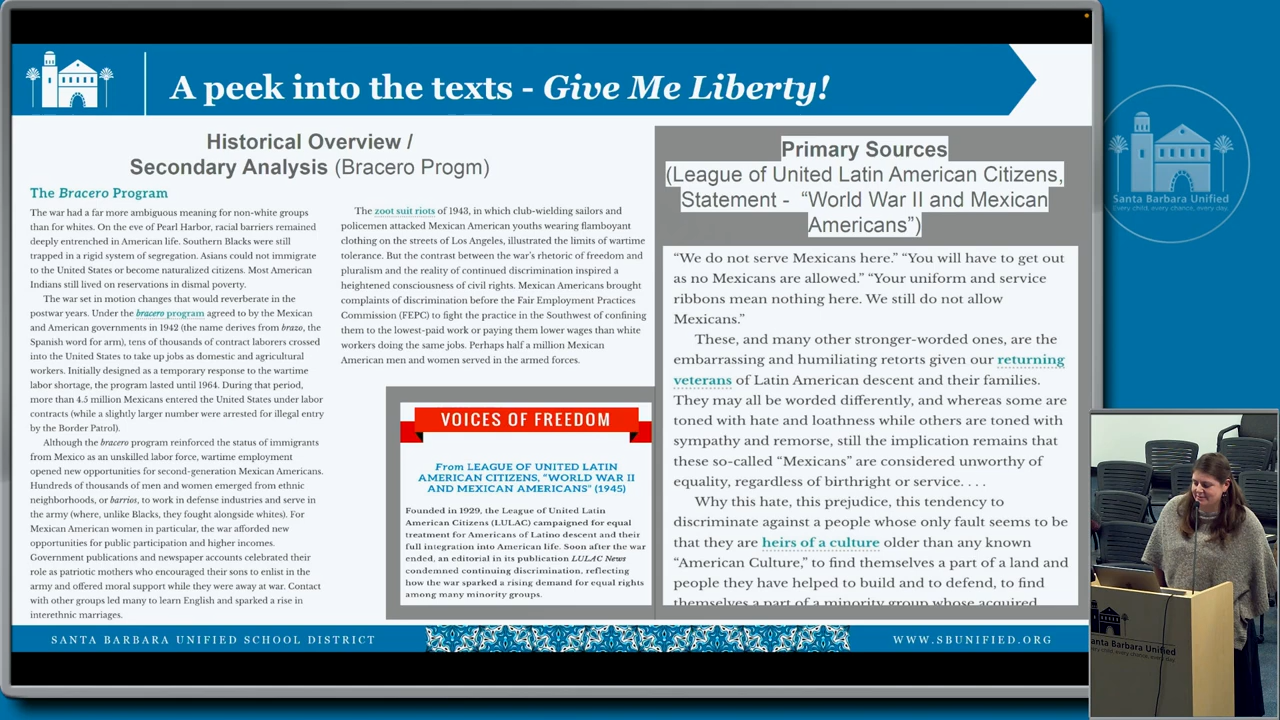 A peek into the texts - Give Me Liberty!
Historical Overview /
Secondary Analysis (Bracero Progm)
The Bracero Program
The war had a far more ambiguous meaning for non-white groups
than for whites. On the eve of Pearl Harbor, racial barriers remained
deeply entrenched in American life. Southern Blacks were still
trapped in a rigid system of segregation. Asians could not immigrate
to the United States or become naturalized citizens. Most American
Indians still lived on reservations in dismal poverty.
The war set in motion changes that would reverberate in the
postwar years. Under the bracero program agreed to by the Mexican
and American governments in 1942 (the name derives from brazo, the
Spanish word for arm), tens of thousands of contract laborers crossed
into the United States to take up jobs as domestic and agricultural
workers. Initially designed as a temporary response to the wartime
labor shortage, the program lasted until 1964. During that period,
more than 4.5 million Mexicans entered the United States under labor
contracts (while a slightly larger number were arrested for illegal entry
by the Border Patrol).
Although the bracero program reinforced the status of immigrants
from Mexico as an unskilled labor force, wartime employment
opened new opportunities for second-generation Mexican Americans.
Hundreds of thousands of men and women emerged from ethnic
neighborhoods, or barrios, to work in defense industries and serve in
the army (where, unlike Blacks, they fought alongside whites). For
Mexican American women in particular, the war afforded new
opportunities for public participation and higher incomes.
Government publications and newspaper accounts celebrated their
role as patriotic mothers who encouraged their sons to enlist in the
army and offered moral support while they were away at war. Contact
with other groups led many to learn English and sparked a rise in
interethnic marriages.
The zoot suit riots of 1943, in which club-wielding sailors and
policemen attacked Mexican American youths wearing flamboyant
clothing on the streets of Los Angeles, illustrated the limits of wartime
tolerance. But the contrast between the war's rhetoric of freedom and
pluralism and the reality of continued discrimination inspired a
heightened consciousness of civil rights. Mexican Americans brought
complaints of discrimination before the Fair Employment Practices
Commission (FEPC) to fight the practice in the Southwest of confining
them to the lowest-paid work or paying them lower wages than white
workers doing the same jobs. Perhaps half a million Mexican
American men and women served in the armed forces.
VOICES OF FREEDOM
From LEAGUE OF UNITED LATIN
AMERICAN CITIZENS, "WORLD WAR II
AND MEXICAN AMERICANS" (1945)
Founded in 1929, the League of United Latin
American Citizens (LULAC) campaigned for equal
treatment for Americans of Latino descent and their
full integration into American life. Soon after the war
ended, an editorial in its publication LULAC News
condemned continuing discrimination, reflecting
how the war sparked a rising demand for equal rights
among many minority groups.
Primary Sources
(League of United Latin American Citizens,
Statement - “World War II and Mexican
Americans”)
“We do not serve Mexicans here.” “You will have to get out
as no Mexicans are allowed.” “Your uniform and service
ribbons mean nothing here. We still do not allow
Mexicans.”
These, and many other stronger-worded ones, are the
embarrassing and humiliating retorts given our returning
veterans of Latin American descent and their families.
They may all be worded differently, and whereas some are
toned with hate and loathness while others are toned with
sympathy and remorse, still the implication remains that
these so-called “Mexicans” are considered unworthy of
equality, regardless of birthright or service. . . .
Why this hate, this prejudice, this tendency to
discriminate against a people whose only fault seems to be
that they are heirs of a culture older than any known
“American Culture,” to find themselves a part of a land and
people they have helped to build and to defend, to find
themselves a part of a minority group whose acquired
SANTA BARBARA UNIFIED SCHOOL DISTRICT
WWW.SBUNIFIED.ORG
Santa Barbara Unified
Every child, every chance, every day.
Santa Barbara Unified
Every child, every chance, every day.